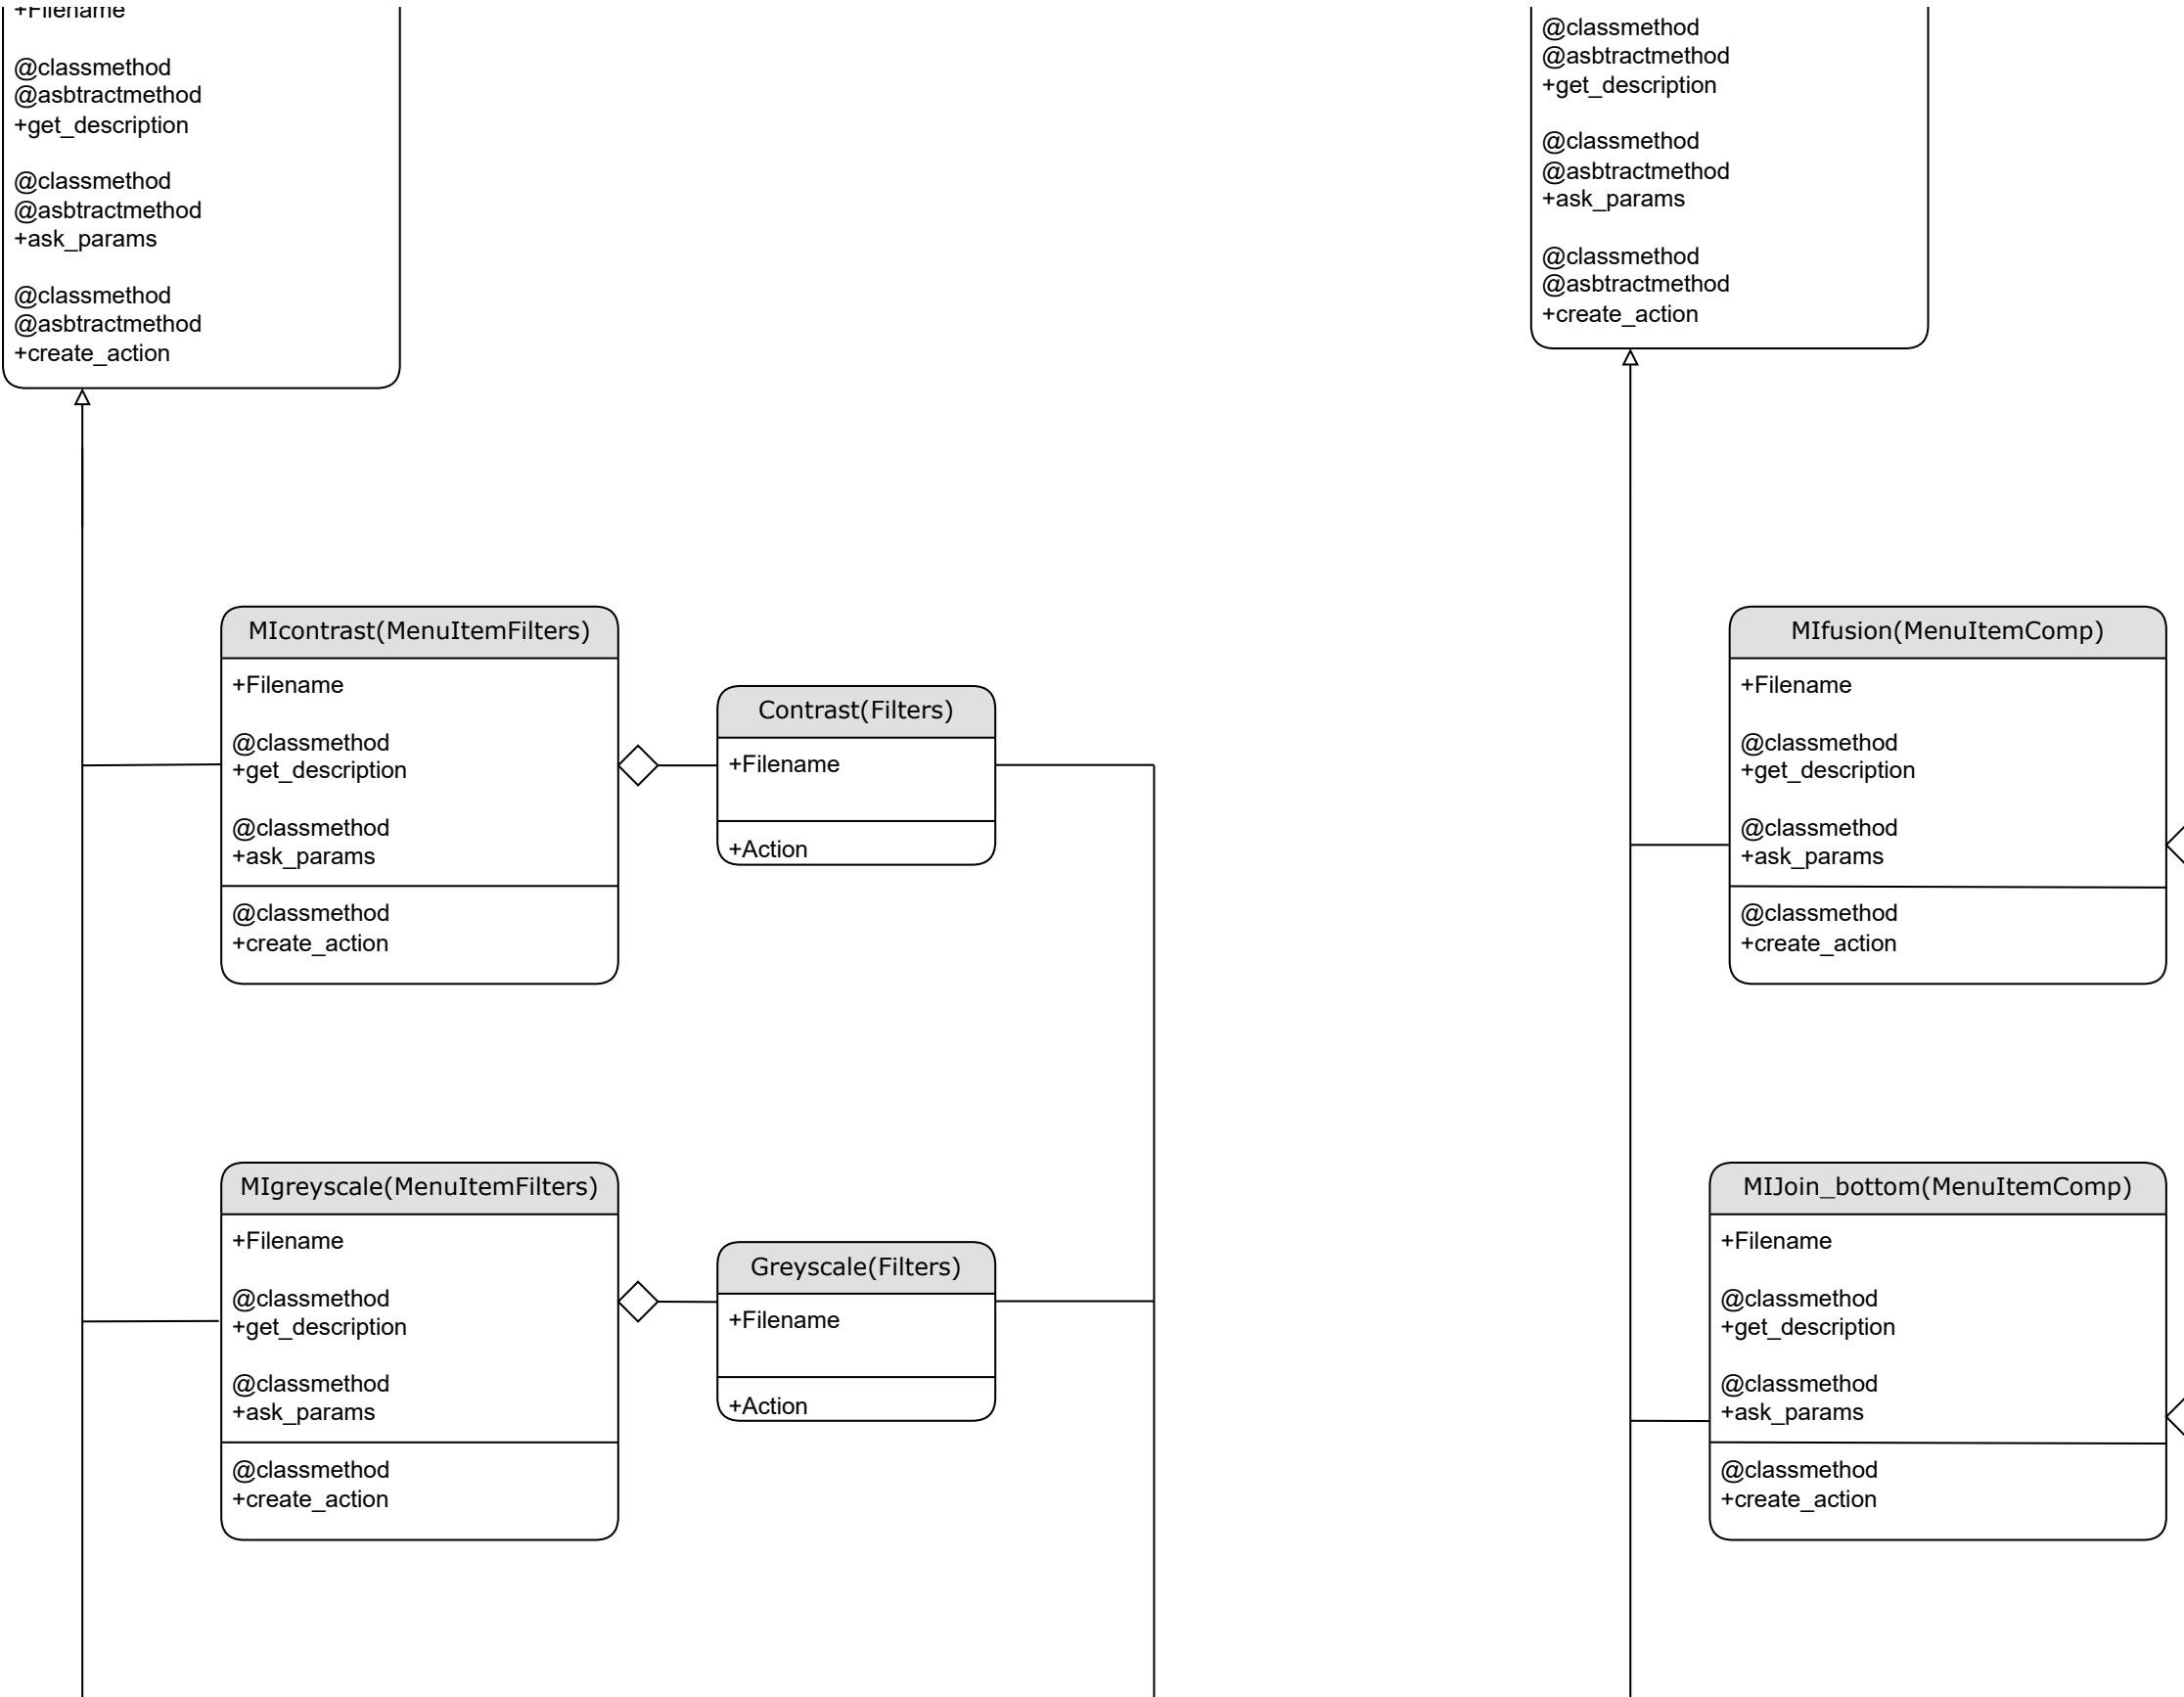 +Filename
@classmethod
@asbtractmethod
+get_description
@classmethod
@asbtractmethod
+ask_params
@classmethod
@asbtractmethod
+create_action
@classmethod
@asbtractmethod
+get_description
@classmethod
@asbtractmethod
+ask_params
@classmethod
@asbtractmethod
+create_action
MIcontrast(MenuItemFilters)
+Filename
@classmethod
+get_description
@classmethod
+ask_params
@classmethod
+create_action
Contrast(Filters)
+Filename
+Action
MIfusion(MenuItemComp)
+Filename
@classmethod
+get_description
@classmethod
+ask_params
@classmethod
+create_action
MIgreyscale(MenuItemFilters)
+Filename
@classmethod
+get_description
@classmethod
+ask_params
@classmethod
+create_action
Greyscale(Filters)
+Filename
+Action
MIJoin_bottom(MenuItemComp)
+Filename
@classmethod
+get_description
@classmethod
+ask_params
@classmethod
+create_action